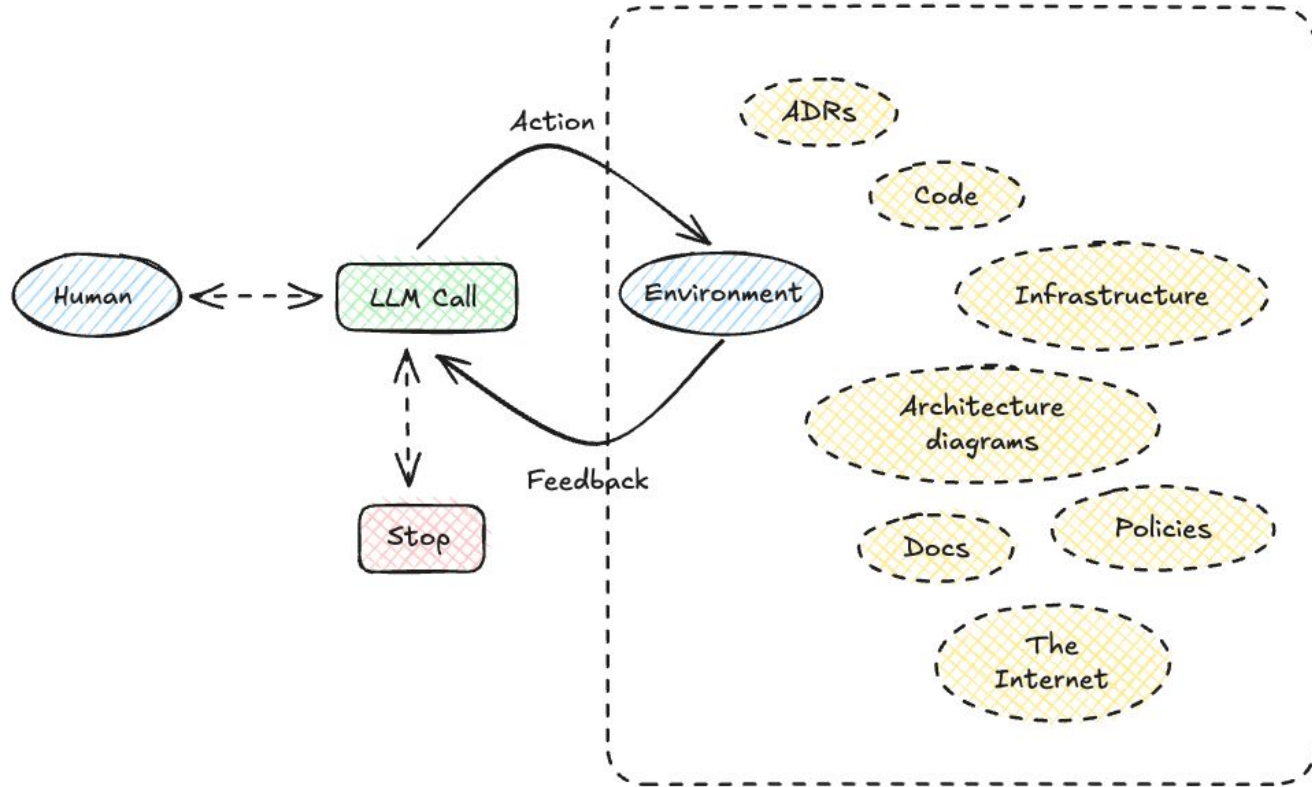 ADRs
Action
Code
Human
LLM Call
Environment
Infrastructure
Architecture
diagrams
Feedback
Stop
Docs
Policies
The
Internet